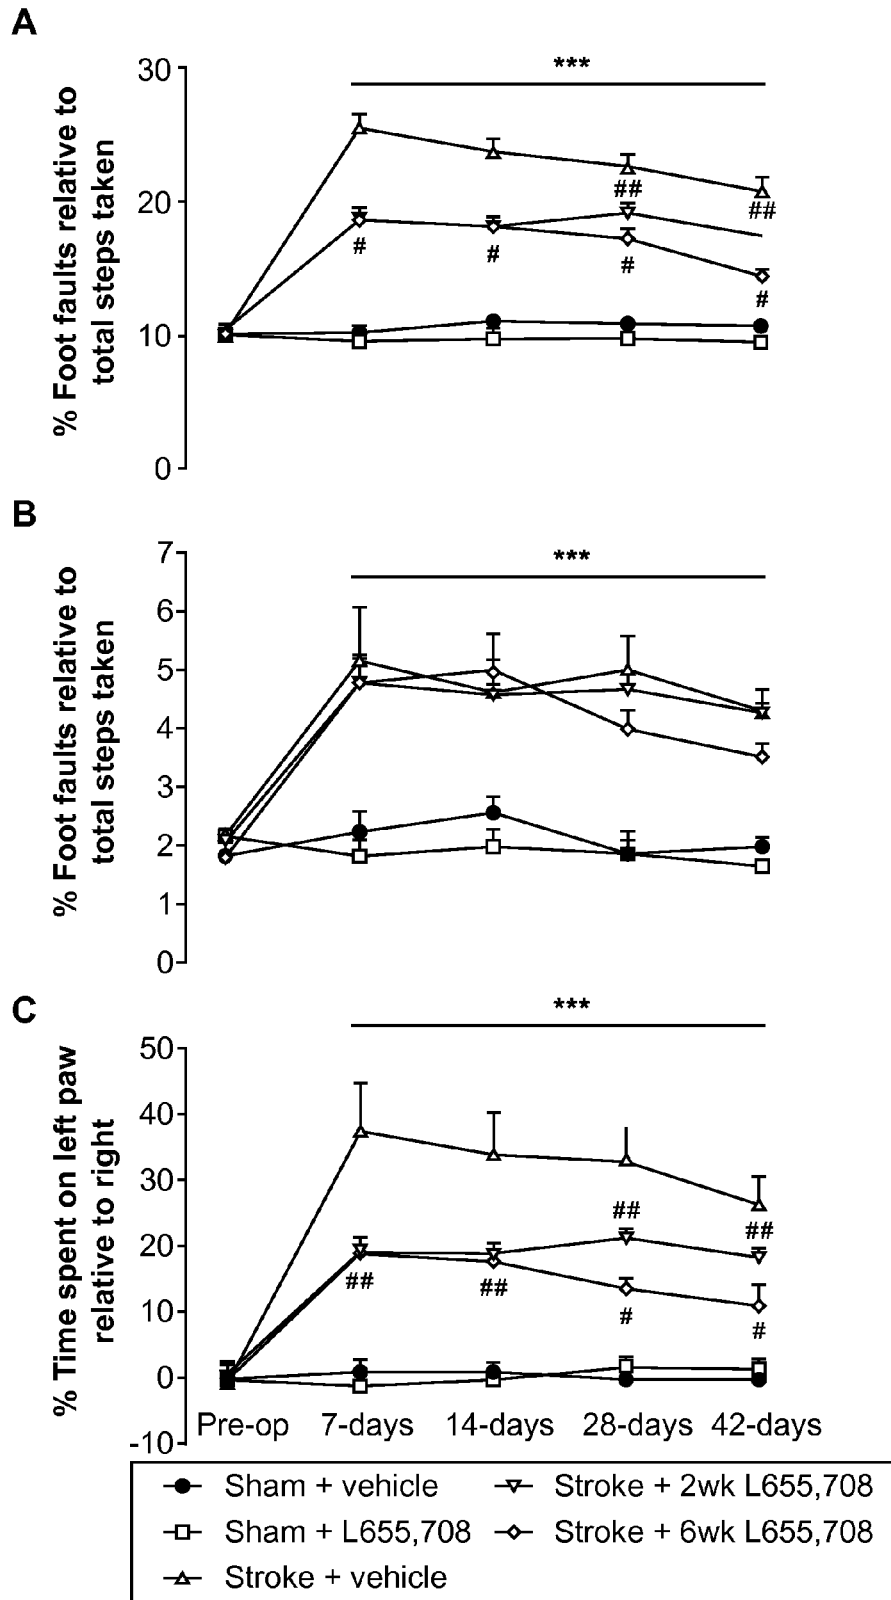 A
% Foot faults relative to
total steps taken
30
20
10
0
***
##
##
#
#
#
#
B
% Foot faults relative to
total steps taken
7
6
5
4
3
2
1
0
***
C
% Time spent on left paw
relative to right
50
40
30
20
10
0
-10
***
##
##
##
##
#
#
Pre-op 7-days 14-days 28-days 42-days
Sham + vehicle Stroke + 2wk L655,708
Sham + L655,708 Stroke + 6wk L655,708
Stroke + vehicle